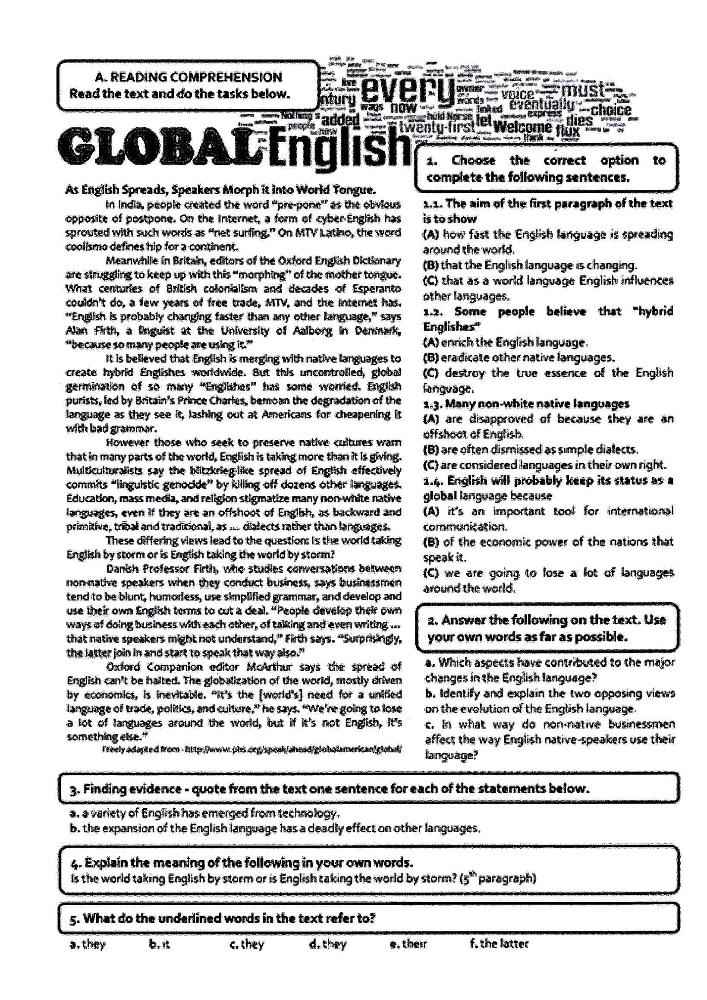 A. READING COMPREHENSION
Read the text and do the tasks below.
every
live
owner
voice
must
ntury
ways
now
words
linked
eventually
choice
Nothing's
added
hold Norse
let
express
dies
people
new
twenty-first
Welcome
flux
think
GLOBAL English
As English Spreads, Speakers Morph it into World Tongue.
In India, people created the word "pre-pone" as the obvious
opposite of postpone. On the Internet, a form of cyber-English has
sprouted with such words as "net surfing." On MTV Latino, the word
coolismo defines hip for a continent.
Meanwhile in Britain, editors of the Oxford English Dictionary
are struggling to keep up with this "morphing" of the mother tongue.
What centuries of British colonialism and decades of Esperanto
couldn't do, a few years of free trade, MTV, and the Internet has.
"English is probably changing faster than any other language," says
Alan Firth, a linguist at the University of Aalborg in Denmark,
"because so many people are using it."
It is believed that English is merging with native languages to
create hybrid Englishes worldwide. But this uncontrolled, global
germination of so many "Englishes" has some worried. English
purists, led by Britain's Prince Charles, bemoan the degradation of the
language as they see it, lashing out at Americans for cheapening it
with bad grammar.
However those who seek to preserve native cultures warn
that in many parts of the world, English is taking more than it is giving.
Multiculturalists say the blitzkrieg-like spread of English effectively
commits "linguistic genocide" by killing off dozens other languages.
Education, mass media, and religion stigmatize many non-white native
languages, even if they are an offshoot of English, as backward and
primitive, tribal and traditional, as ... dialects rather than languages.
These differing views lead to the question: Is the world taking
English by storm or is English taking the world by storm?
Danish Professor Firth, who studies conversations between
non-native speakers when they conduct business, says businessmen
tend to be blunt, humorless, use simplified grammar, and develop and
use their own English terms to cut a deal. "People develop their own
ways of doing business with each other, of talking and even writing ...
that native speakers might not understand," Firth says. "Surprisingly,
the latter join in and start to speak that way also."
Oxford Companion editor McArthur says the spread of
English can't be halted. The globalization of the world, mostly driven
by economics, is inevitable. "It's the [world's] need for a unified
language of trade, politics, and culture," he says. "We're going to lose
a lot of languages around the world, but if it's not English, it's
something else."
Freely adapted from - http://www.pbs.org/speak/ahead/globalamerican/global/
1. Choose the correct option to
complete the following sentences.
1.1. The aim of the first paragraph of the text
is to show
(A) how fast the English language is spreading
around the world.
(B) that the English language is changing.
(C) that as a world language English influences
other languages.
1.2. Some people believe that "hybrid
Englishes"
(A) enrich the English language.
(B) eradicate other native languages.
(C) destroy the true essence of the English
language.
1.3. Many non-white native languages
(A) are disapproved of because they are an
offshoot of English.
(B) are often dismissed as simple dialects.
(C) are considered languages in their own right.
1.4. English will probably keep its status as a
global language because
(A) it's an important tool for international
communication.
(B) of the economic power of the nations that
speak it.
(C) we are going to lose a lot of languages
around the world.
2. Answer the following on the text. Use
your own words as far as possible.
a. Which aspects have contributed to the major
changes in the English language?
b. Identify and explain the two opposing views
on the evolution of the English language.
c. In what way do non-native businessmen
affect the way English native-speakers use their
language?
3. Finding evidence - quote from the text one sentence for each of the statements below.
a. a variety of English has emerged from technology.
b. the expansion of the English language has a deadly effect on other languages.
4. Explain the meaning of the following in your own words.
Is the world taking English by storm or is English taking the world by storm? (5th paragraph)
5. What do the underlined words in the text refer to?
a. they b. it c. they d. they e. their f. the latter